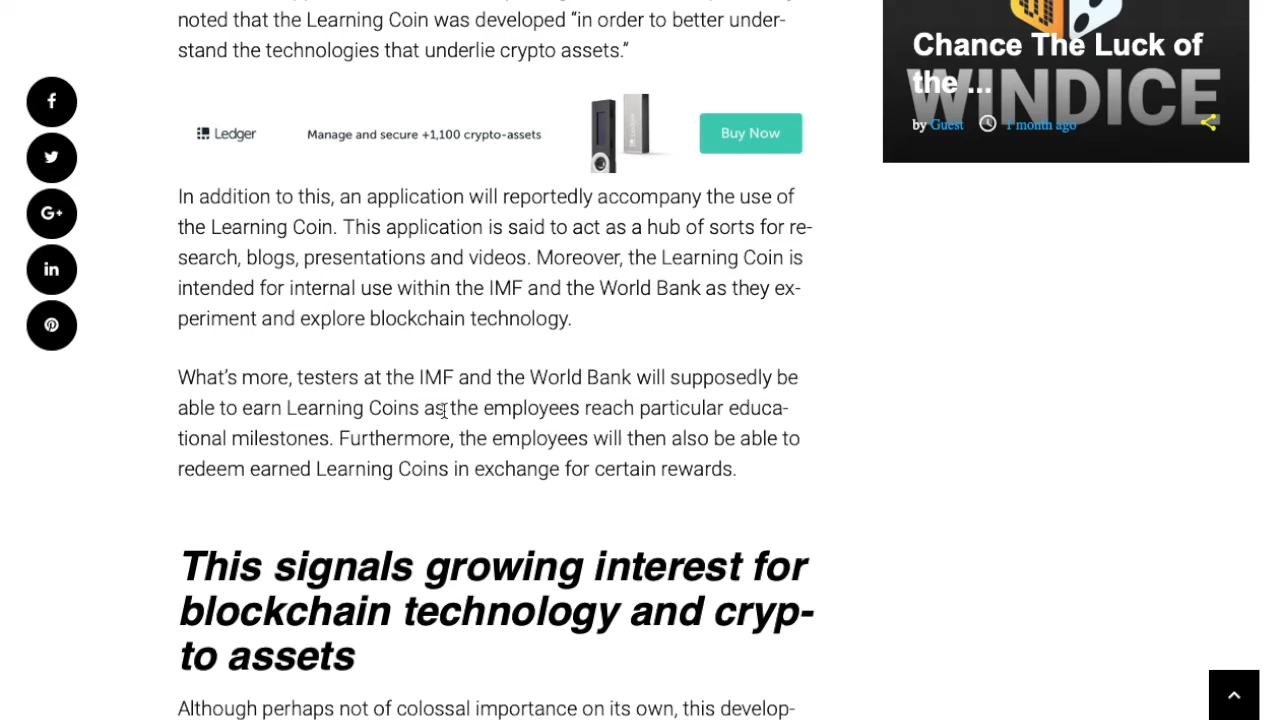 noted that the Learning Coin was developed “in order to better under-
stand the technologies that underlie crypto assets.”
Ledger
Manage and secure +1,100 crypto-assets
Buy Now
In addition to this, an application will reportedly accompany the use of
the Learning Coin. This application is said to act as a hub of sorts for re-
search, blogs, presentations and videos. Moreover, the Learning Coin is
intended for internal use within the IMF and the World Bank as they ex-
periment and explore blockchain technology.
What’s more, testers at the IMF and the World Bank will supposedly be
able to earn Learning Coins as the employees reach particular educa-
tional milestones. Furthermore, the employees will then also be able to
redeem earned Learning Coins in exchange for certain rewards.
This signals growing interest for
blockchain technology and cryp-
to assets
Although perhaps not of colossal importance on its own, this develop-
Chance The Luck of
the ...
WINDICE
by Guest 1 month ago
f
G+
in